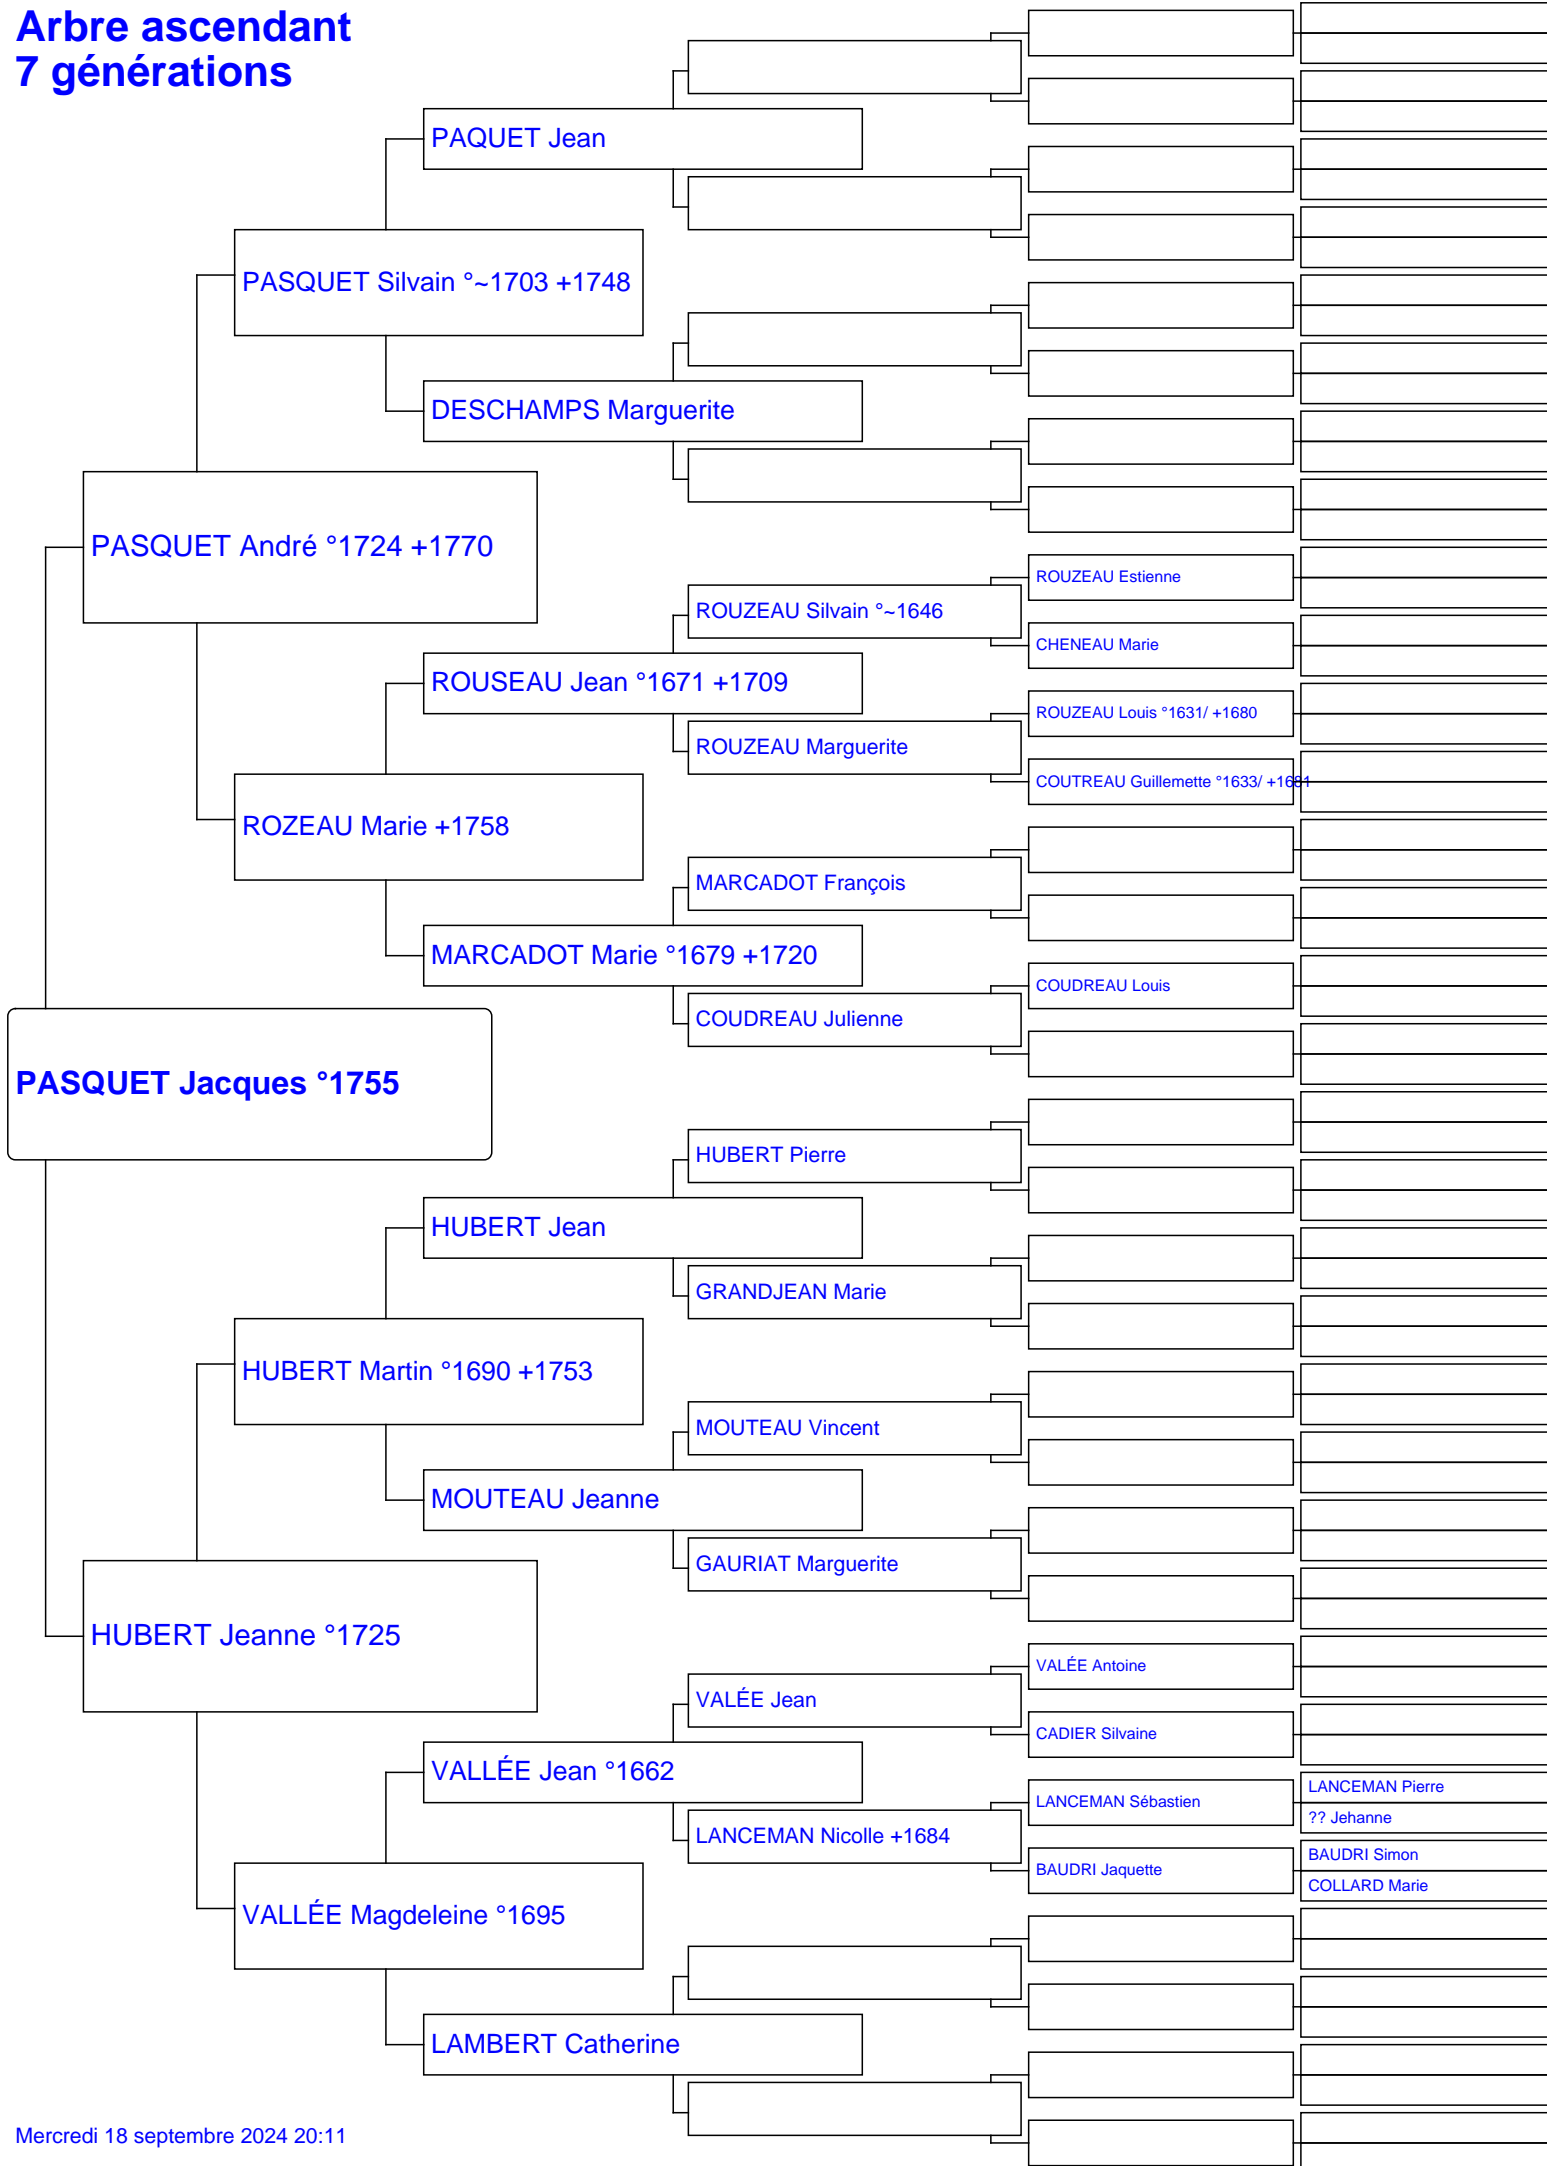 Arbre ascendant
7 générations
PAQUET Jean
PASQUET Silvain °~1703 +1748
DESCHAMPS Marguerite
PASQUET André °1724 +1770
ROUZEAU Estienne
ROUZEAU Silvain °~1646
CHENEAU Marie
ROUSEAU Jean °1671 +1709
ROUZEAU Louis °1631/ +1680
ROUZEAU Marguerite
COUTREAU Guillemette °1633/ +1681
ROZEAU Marie +1758
MARCADOT François
MARCADOT Marie °1679 +1720
COUDREAU Louis
COUDREAU Julienne
PASQUET Jacques °1755
HUBERT Pierre
HUBERT Jean
GRANDJEAN Marie
HUBERT Martin °1690 +1753
MOUTEAU Vincent
MOUTEAU Jeanne
GAURIAT Marguerite
HUBERT Jeanne °1725
VALÉE Antoine
VALÉE Jean
CADIER Silvaine
VALLÉE Jean °1662
LANCEMAN Pierre
LANCEMAN Sébastien
?? Jehanne
LANCEMAN Nicolle +1684
BAUDRI Simon
BAUDRI Jaquette
COLLARD Marie
VALLÉE Magdeleine °1695
LAMBERT Catherine
Mercredi 18 septembre 2024 20:11